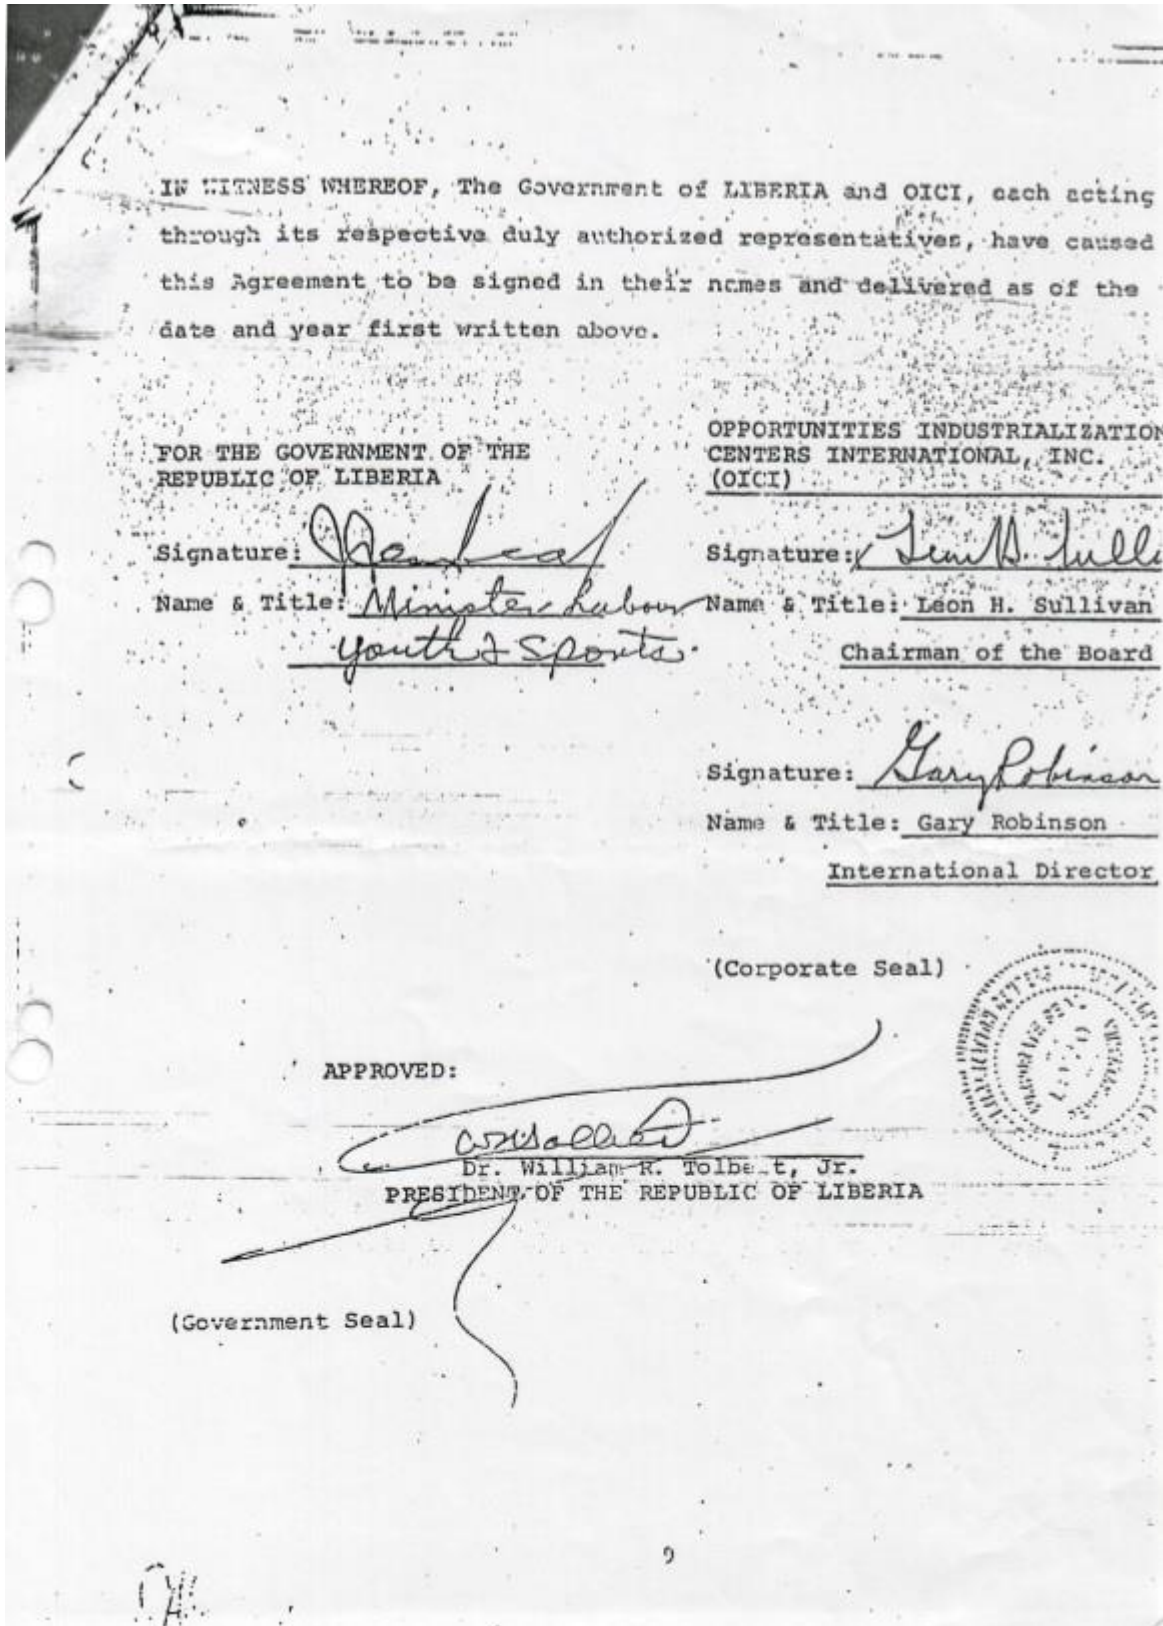 IN WITNESS WHEREOF, The Government of LIBERIA and OICI, each acting
through its respective duly authorized representatives, have caused
this Agreement to be signed in their names and delivered as of the
date and year first written above.
FOR THE GOVERNMENT OF THE
REPUBLIC OF LIBERIA
Signature:
Name & Title: Minister Labour
Youth & Sports
OPPORTUNITIES INDUSTRIALIZATION
CENTERS INTERNATIONAL, INC.
(OICI)
Signature: Leon H. Sulli
Name & Title: Leon H. Sullivan
Chairman of the Board
Signature: Gary Robinson
Name & Title: Gary Robinson
International Director
(Corporate Seal)
APPROVED:
Dr. William R. Tolbe t, Jr.
PRESIDENT OF THE REPUBLIC OF LIBERIA
(Government Seal)
9